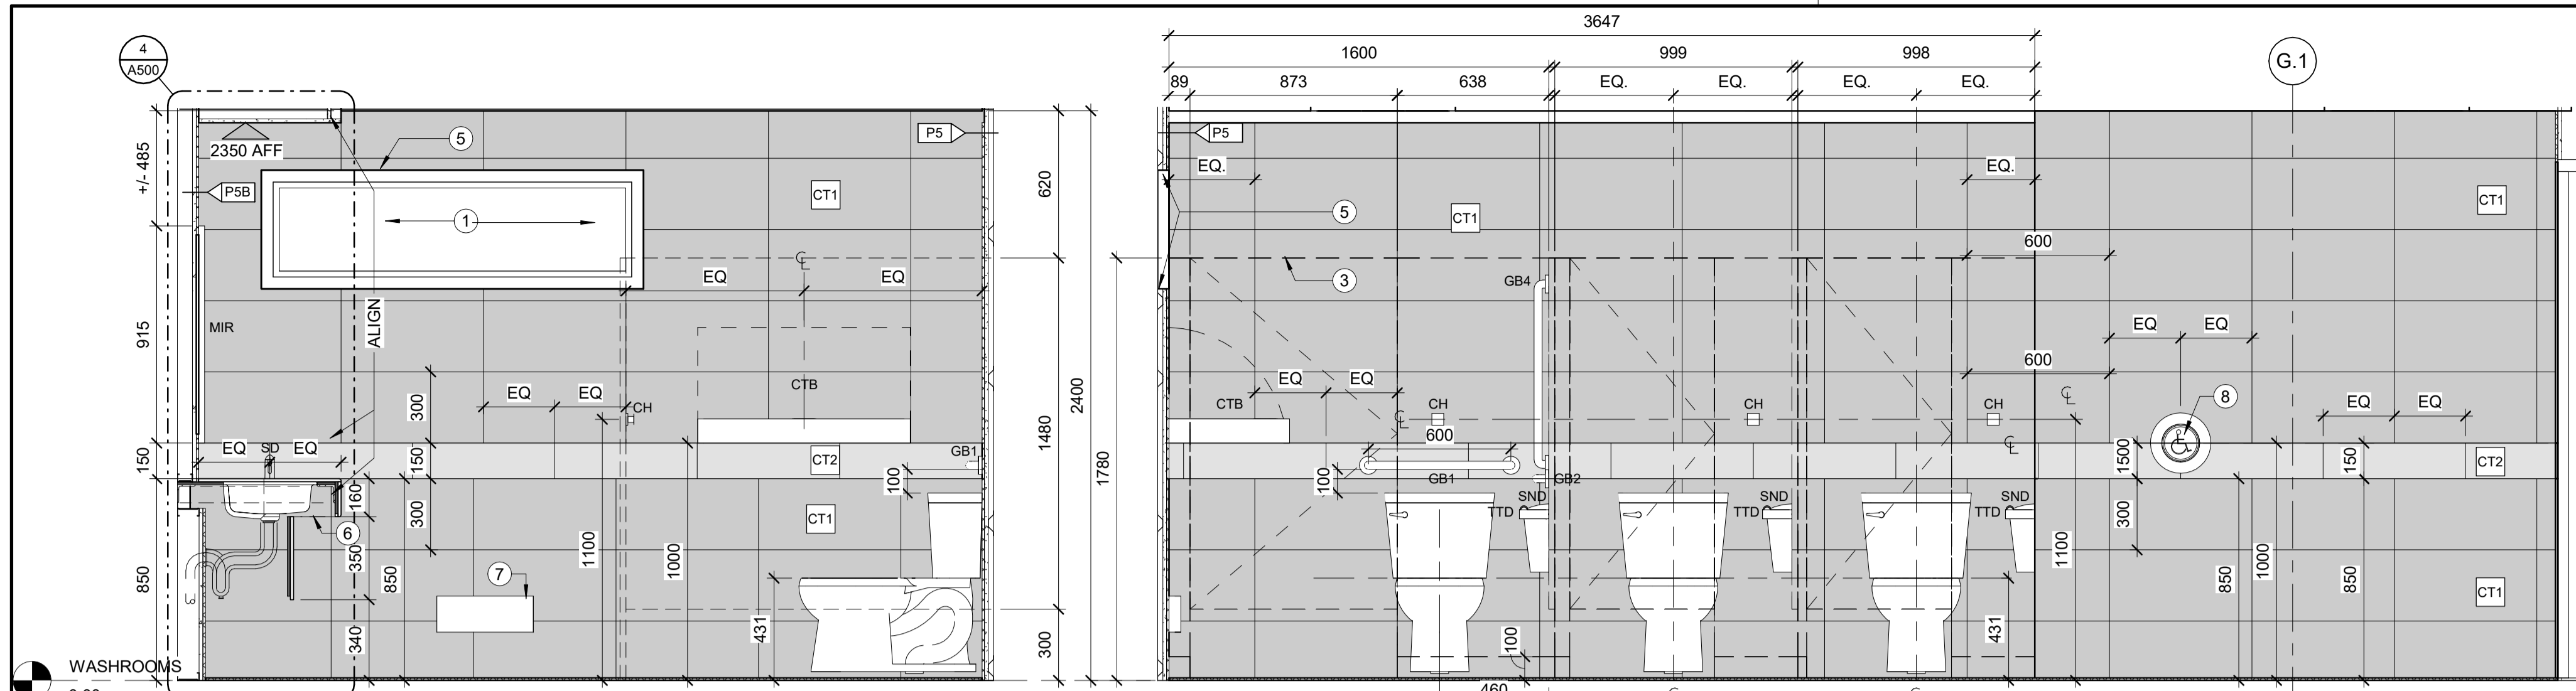 3647
1600
999
998
89
873
638
EQ.
EQ.
EQ.
EQ.
G.1
4
A500
2350 AFF
5
P5
P5
+/- 485
P5B
1
CT1
620
EQ.
EQ.
5
CT1
CT1
600
3
GB4
EQ
EQ
MIR
ALIGN
915
2400
EQ
EQ
600
CTB
EQ
EQ
CH
300
EQ
EQ
CTB
CH
CH
CH
8
EQ
EQ
600
1480
1780
150
EQ
SD
EQ
150
CT2
GB1
100
100
GB1
GB2
1500
150
CT2
160
6
300
CT1
SND
TTD
SND
TTD
SND
TTD
300
350
850
850
7
1100
1000
1100
850
1000
850
CT1
340
431
300
100
431
WASHROOMS
460